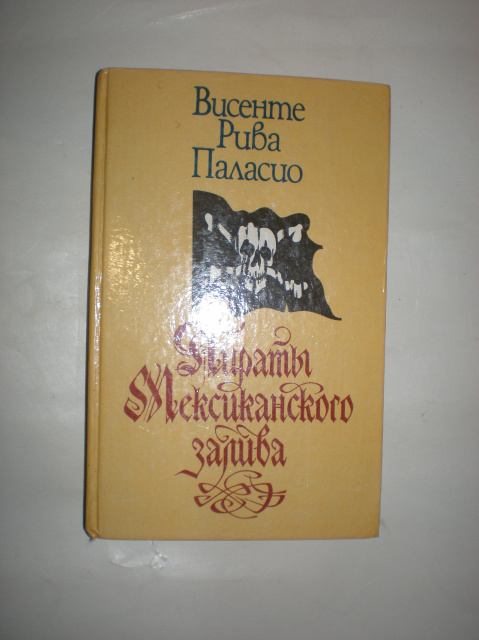 Висенте
Рива
Паласио
Пираты
Мексиканского
залива